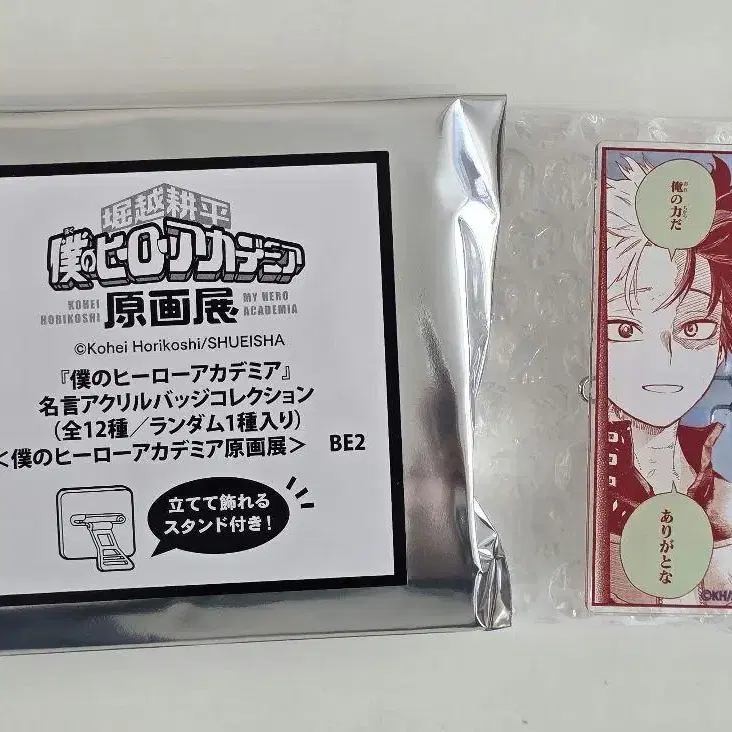 堀越耕平
僕のヒーローアカデミア
KOHEI HORIKOSHI
原画展
MY HERO ACADEMIA
©Kohei Horikoshi/SHUEISHA
『僕のヒーローアカデミア』
名言アクリルバッジコレクション
(全12種/ランダム1種入り)
<僕のヒーローアカデミア原画展> BE2
立てて飾れる
スタンド付き!
俺の力だ
ありがとな
©KH/